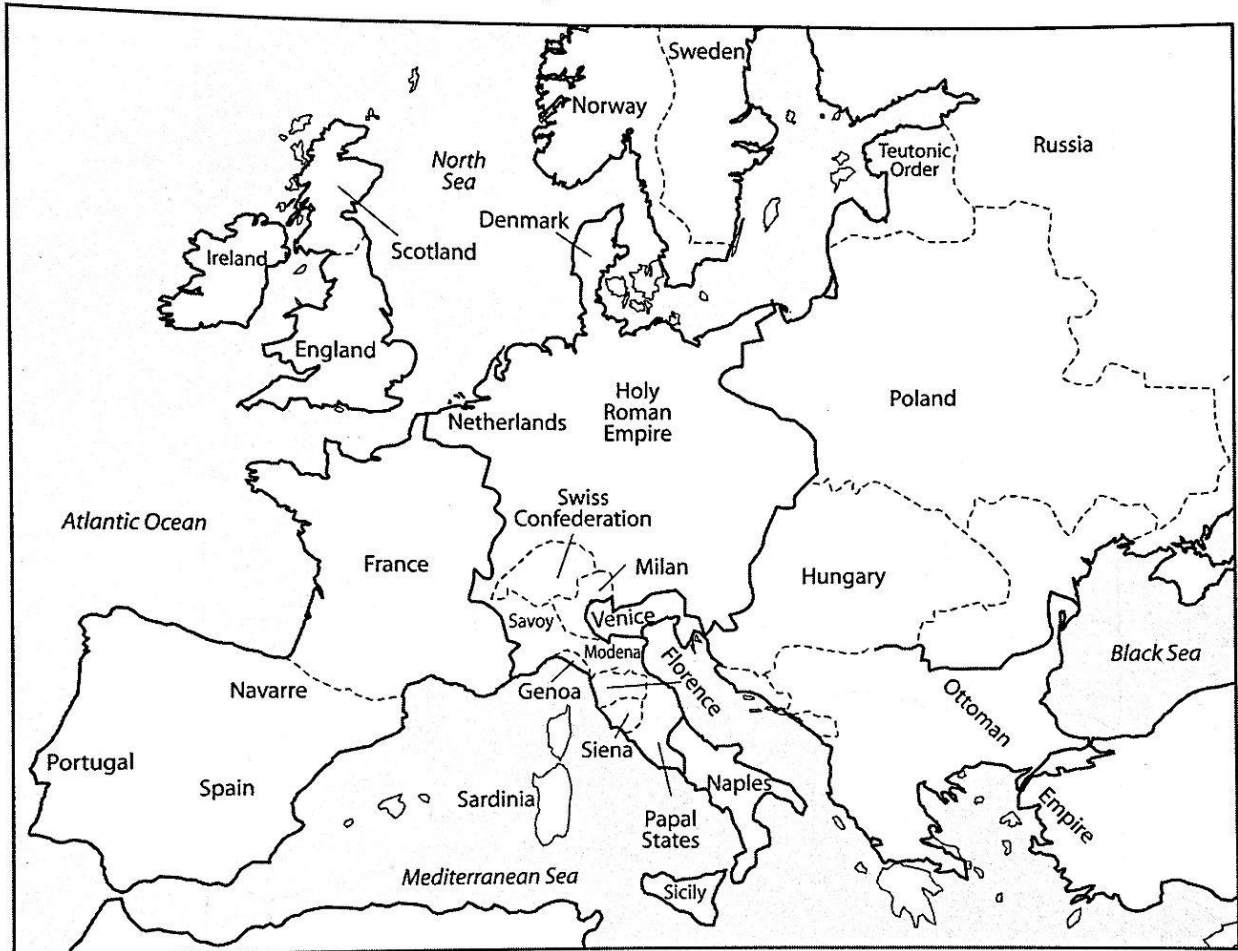 Sweden
Norway
Russia
North
Sea
Teutonic
Order
Denmark
Scotland
Ireland
England
Holy
Roman
Empire
Netherlands
Poland
Swiss
Confederation
Atlantic Ocean
France
Milan
Hungary
Savoy
Venice
Modena
Florence
Black Sea
Navarre
Genoa
Ottoman
Empire
Siena
Portugal
Spain
Sardinia
Naples
Papal
States
Mediterranean Sea
Sicily